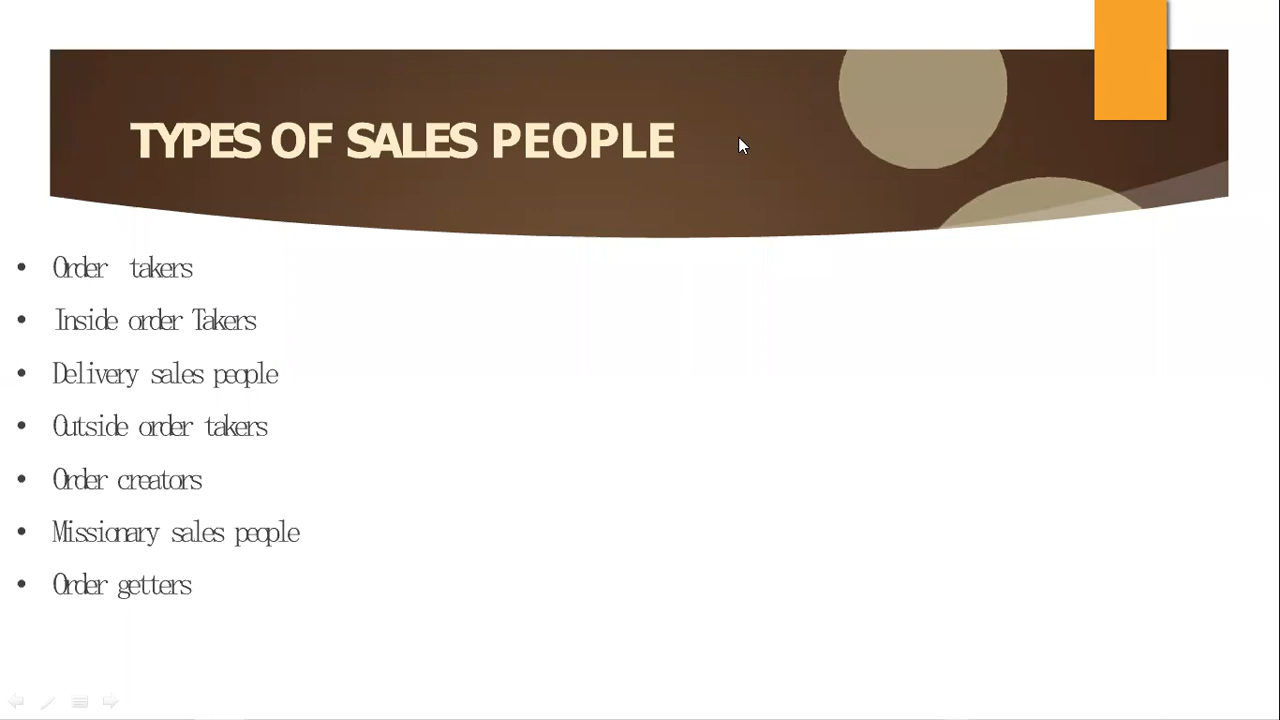 TYPES OF SALES PEOPLE
• Order takers
• Inside order Takers
• Delivery sales people
• Outside order takers
• Order creators
• Missionary sales people
• Order getters